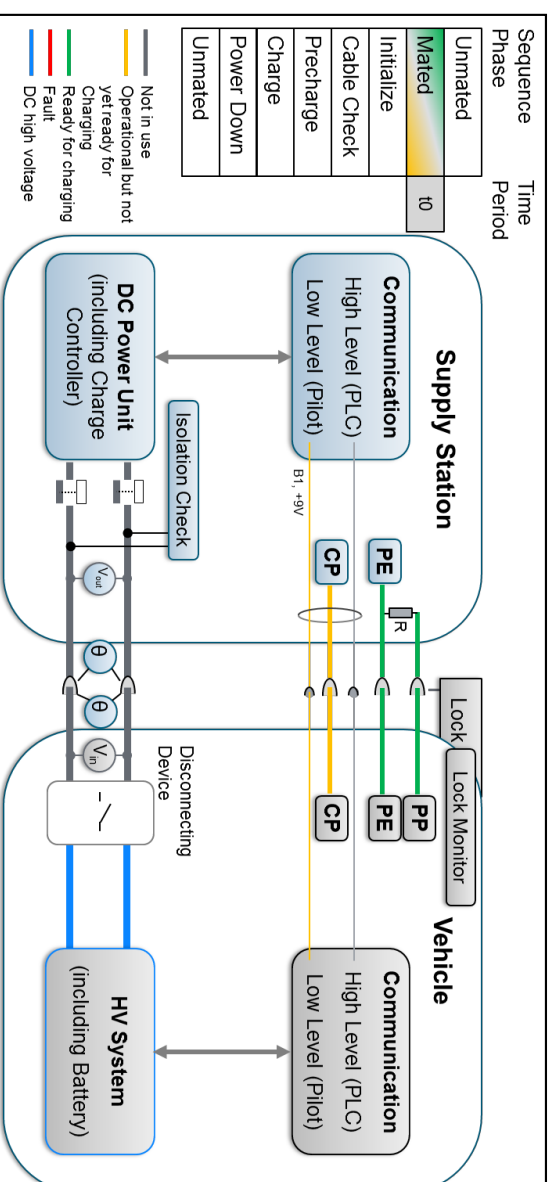 Sequence
Phase
Time
Period
Unmated
Mated
t0
Initialize
Cable Check
Precharge
Charge
Power Down
Unmated
Not in use
Operational but not
yet ready for
Charging
Ready for charging
Fault
DC high voltage
Supply Station
Communication
High Level (PLC)
Low Level (Pilot)
B1, +9V
DC Power Unit
(including Charge
Controller)
Isolation Check
Vout
PE
CP
R
θ
θ
Vin
Lock
Lock Monitor
PP
PE
CP
Disconnecting
Device
Vehicle
Communication
High Level (PLC)
Low Level (Pilot)
HV System
(including Battery)